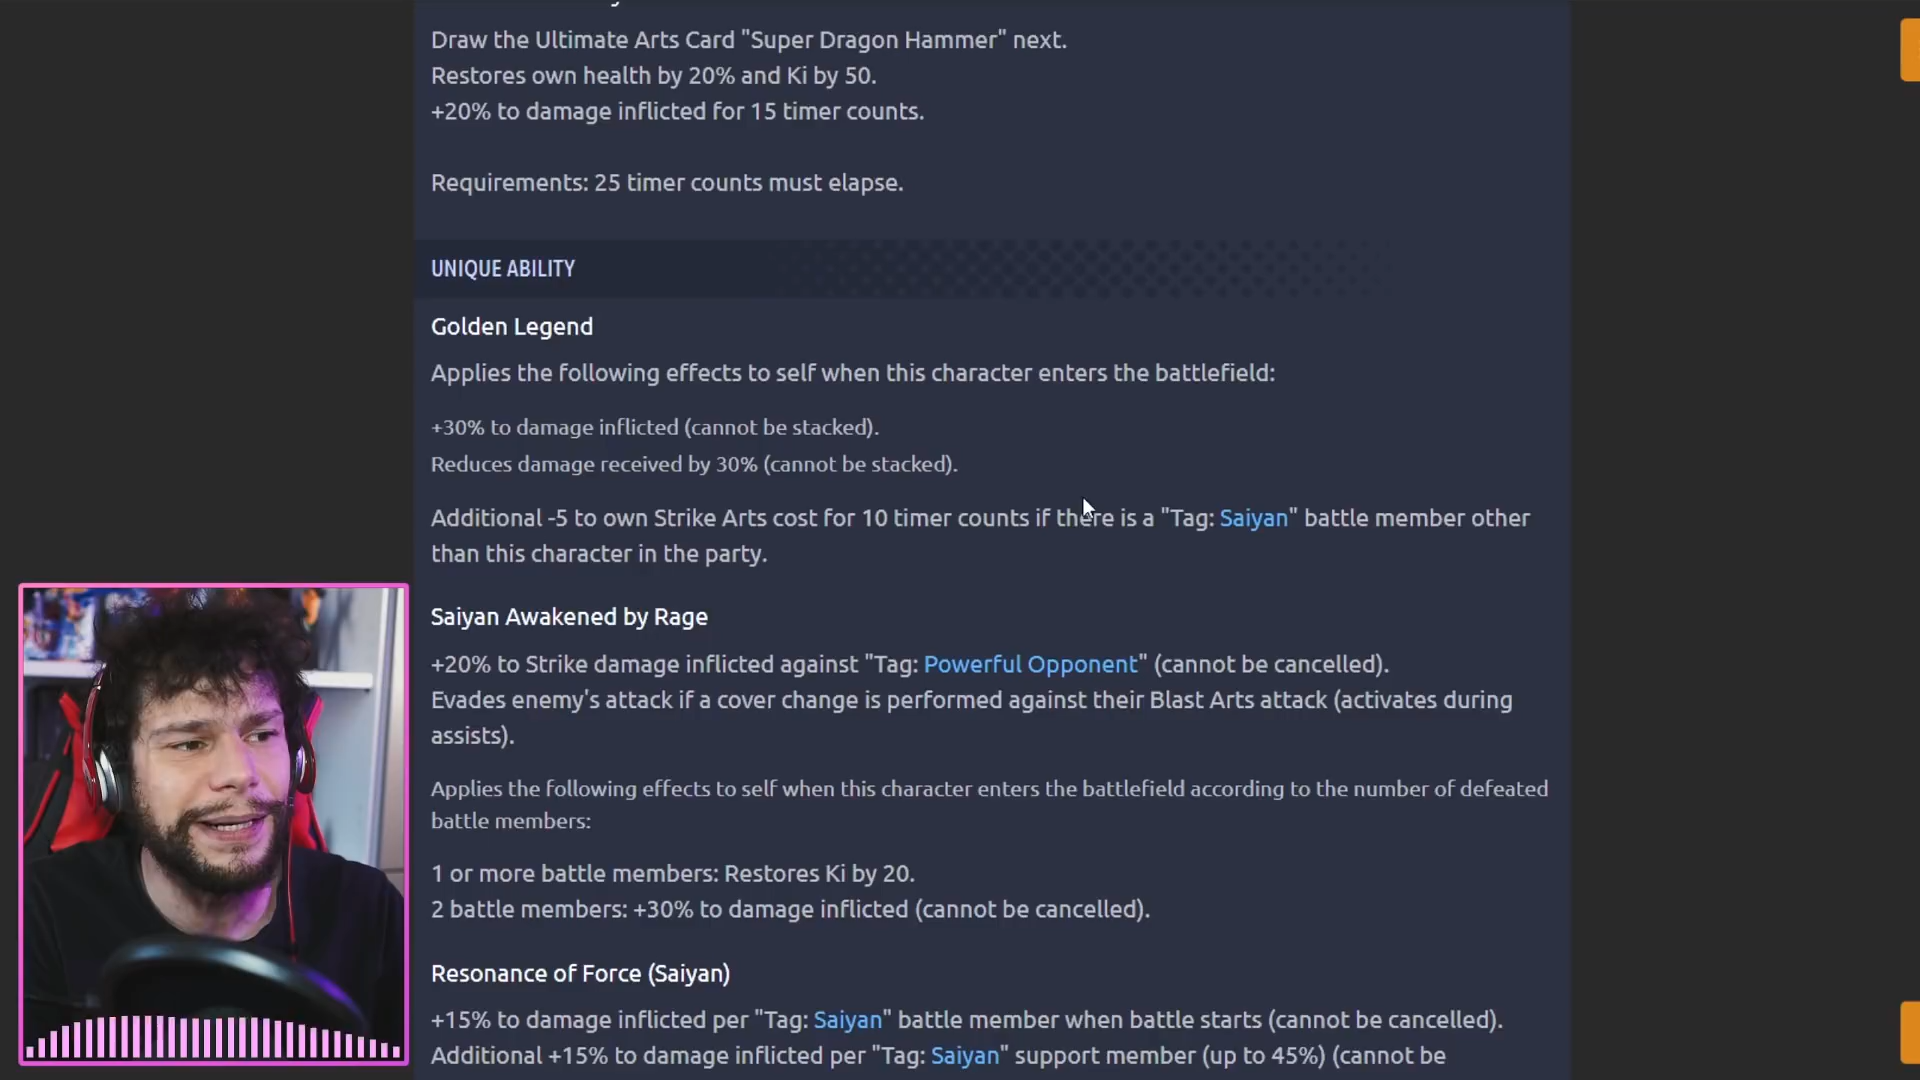 Draw the Ultimate Arts Card "Super Dragon Hammer" next.
Restores own health by 20% and Ki by 50.
+20% to damage inflicted for 15 timer counts.
Requirements: 25 timer counts must elapse.
UNIQUE ABILITY
Golden Legend
Applies the following effects to self when this character enters the battlefield:
+30% to damage inflicted (cannot be stacked).
Reduces damage received by 30% (cannot be stacked).
Additional -5 to own Strike Arts cost for 10 timer counts if there is a "Tag: Saiyan" battle member other
than this character in the party.
Saiyan Awakened by Rage
+20% to Strike damage inflicted against "Tag: Powerful Opponent" (cannot be cancelled).
Evades enemy's attack if a cover change is performed against their Blast Arts attack (activates during
assists).
Applies the following effects to self when this character enters the battlefield according to the number of defeated
battle members:
1 or more battle members: Restores Ki by 20.
2 battle members: +30% to damage inflicted (cannot be cancelled).
Resonance of Force (Saiyan)
+15% to damage inflicted per "Tag: Saiyan" battle member when battle starts (cannot be cancelled).
Additional +15% to damage inflicted per "Tag: Saiyan" support member (up to 45%) (cannot be